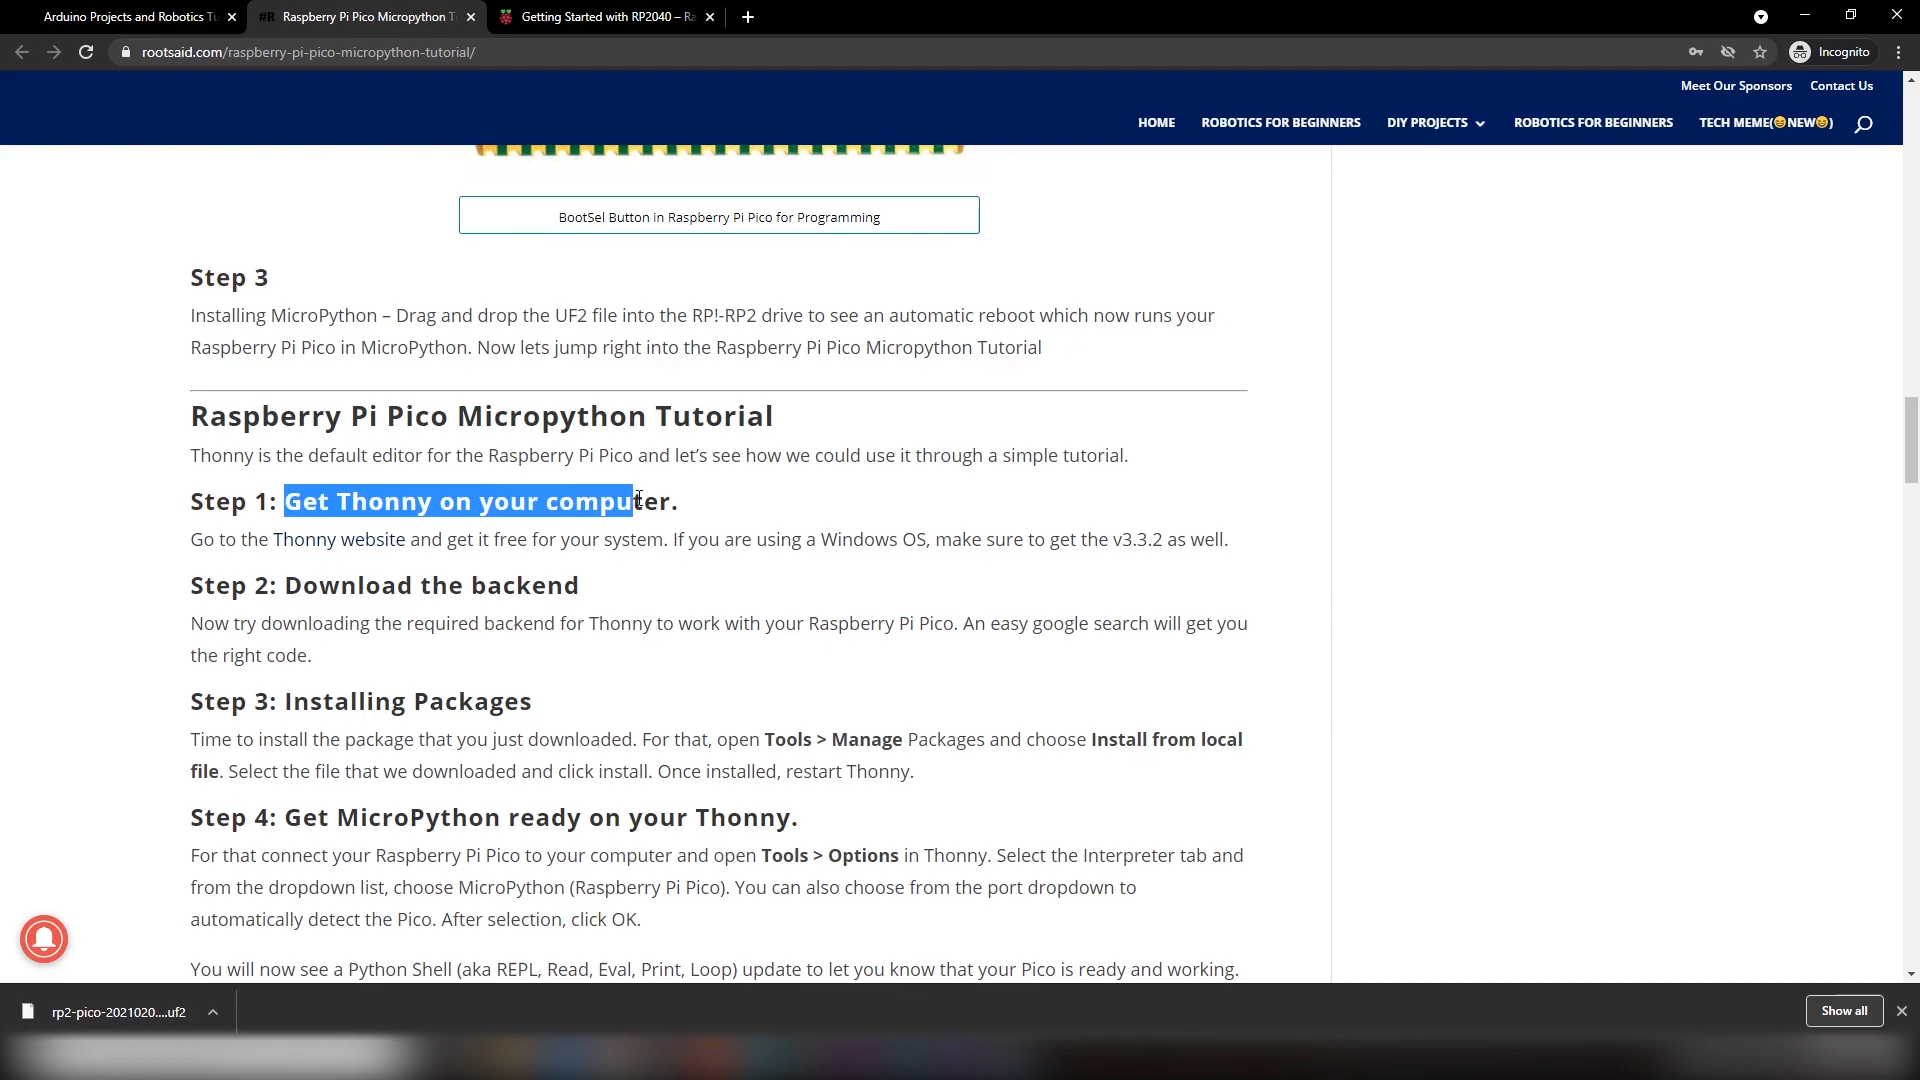 Arduino Projects and Robotics Tu
#R Raspberry Pi Pico Micropython T
Getting Started with RP2040 – Ra
rootsaid.com/raspberry-pi-pico-micropython-tutorial/
Incognito
Meet Our Sponsors Contact Us
HOME ROBOTICS FOR BEGINNERS DIY PROJECTS ROBOTICS FOR BEGINNERS TECH MEME(😆NEW😆)
BootSel Button in Raspberry Pi Pico for Programming
Step 3
Installing MicroPython – Drag and drop the UF2 file into the RP!-RP2 drive to see an automatic reboot which now runs your
Raspberry Pi Pico in MicroPython. Now lets jump right into the Raspberry Pi Pico Micropython Tutorial
Raspberry Pi Pico Micropython Tutorial
Thonny is the default editor for the Raspberry Pi Pico and let's see how we could use it through a simple tutorial.
Step 1: Get Thonny on your computer.
Go to the Thonny website and get it free for your system. If you are using a Windows OS, make sure to get the v3.3.2 as well.
Step 2: Download the backend
Now try downloading the required backend for Thonny to work with your Raspberry Pi Pico. An easy google search will get you
the right code.
Step 3: Installing Packages
Time to install the package that you just downloaded. For that, open Tools > Manage Packages and choose Install from local
file. Select the file that we downloaded and click install. Once installed, restart Thonny.
Step 4: Get MicroPython ready on your Thonny.
For that connect your Raspberry Pi Pico to your computer and open Tools > Options in Thonny. Select the Interpreter tab and
from the dropdown list, choose MicroPython (Raspberry Pi Pico). You can also choose from the port dropdown to
automatically detect the Pico. After selection, click OK.
You will now see a Python Shell (aka REPL, Read, Eval, Print, Loop) update to let you know that your Pico is ready and working.
rp2-pico-2021020....uf2
Show all